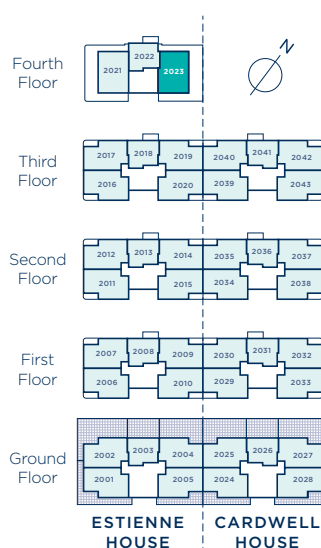 Fourth
Floor
2021
2022
2023
N
Third
Floor
2017
2018
2019
2040
2041
2042
2016
2020
2039
2043
Second
Floor
2012
2013
2014
2035
2036
2037
2011
2015
2034
2038
First
Floor
2007
2008
2009
2030
2031
2032
2006
2010
2029
2033
Ground
Floor
2002
2003
2004
2025
2026
2027
2001
2005
2024
2028
ESTIENNE
HOUSE
CARDWELL
HOUSE